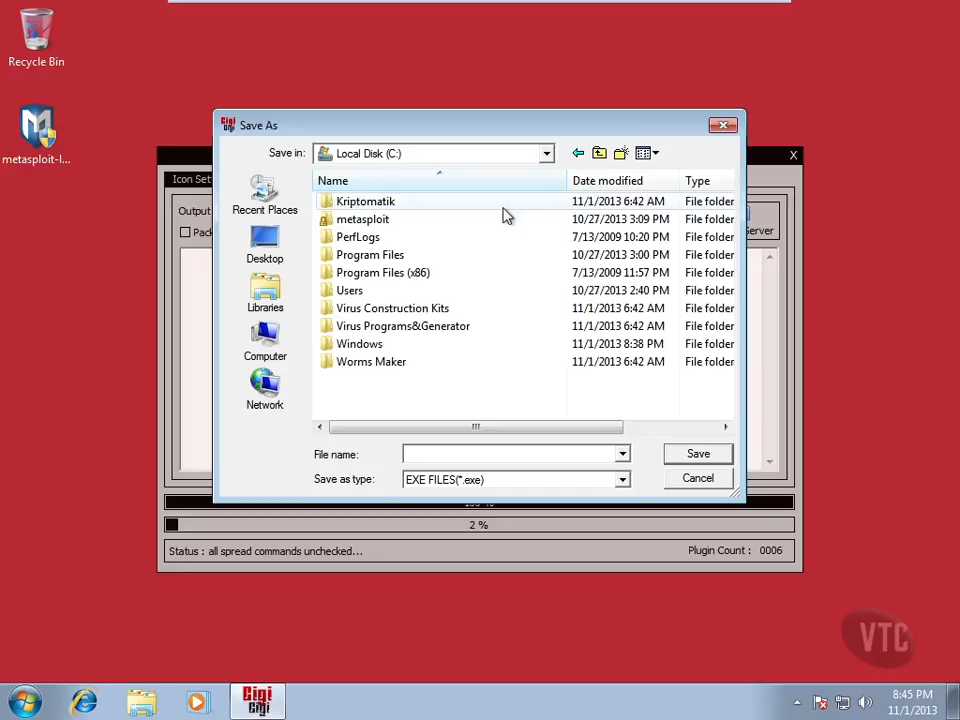 Recycle Bin
metasploit-l...
Gigi Gigi
Save As
X
Icon Set
Output
Pack
Server
Save in:
Local Disk (C:)
Recent Places
Desktop
Libraries
Computer
Network
Name Date modified Type
Kriptomatik 11/1/2013 6:42 AM File folder
metasploit 10/27/2013 3:09 PM File folder
PerfLogs 7/13/2009 10:20 PM File folder
Program Files 10/27/2013 3:00 PM File folder
Program Files (x86) 7/13/2009 11:57 PM File folder
Users 10/27/2013 2:40 PM File folder
Virus Construction Kits 11/1/2013 6:42 AM File folder
Virus Programs&Generator 11/1/2013 6:42 AM File folder
Windows 11/1/2013 8:38 PM File folder
Worms Maker 11/1/2013 6:42 AM File folder
File name:
Save
Save as type: EXE FILES(*.exe)
Cancel
2 %
Status : all spread commands unchecked...
Plugin Count : 0006
VTC
Gigi
Gigi
8:45 PM
11/1/2013